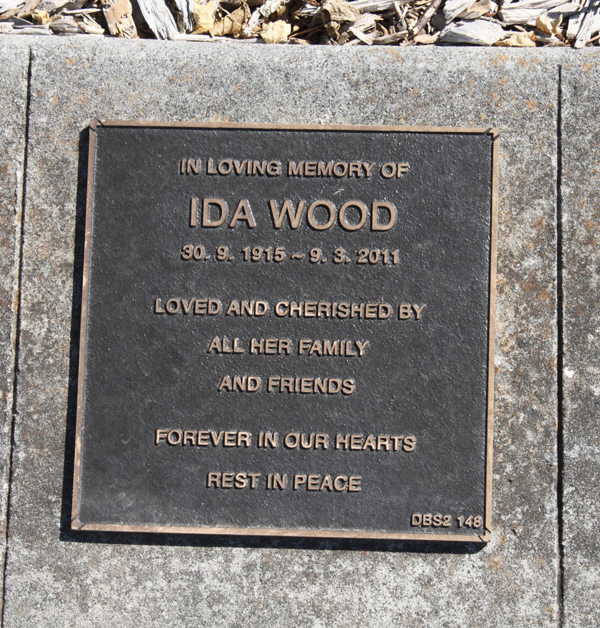 IN LOVING MEMORY OF
IDA WOOD
30. 9. 1915 ~ 9. 3. 2011
LOVED AND CHERISHED BY
ALL HER FAMILY
AND FRIENDS
FOREVER IN OUR HEARTS
REST IN PEACE
DBS2 148